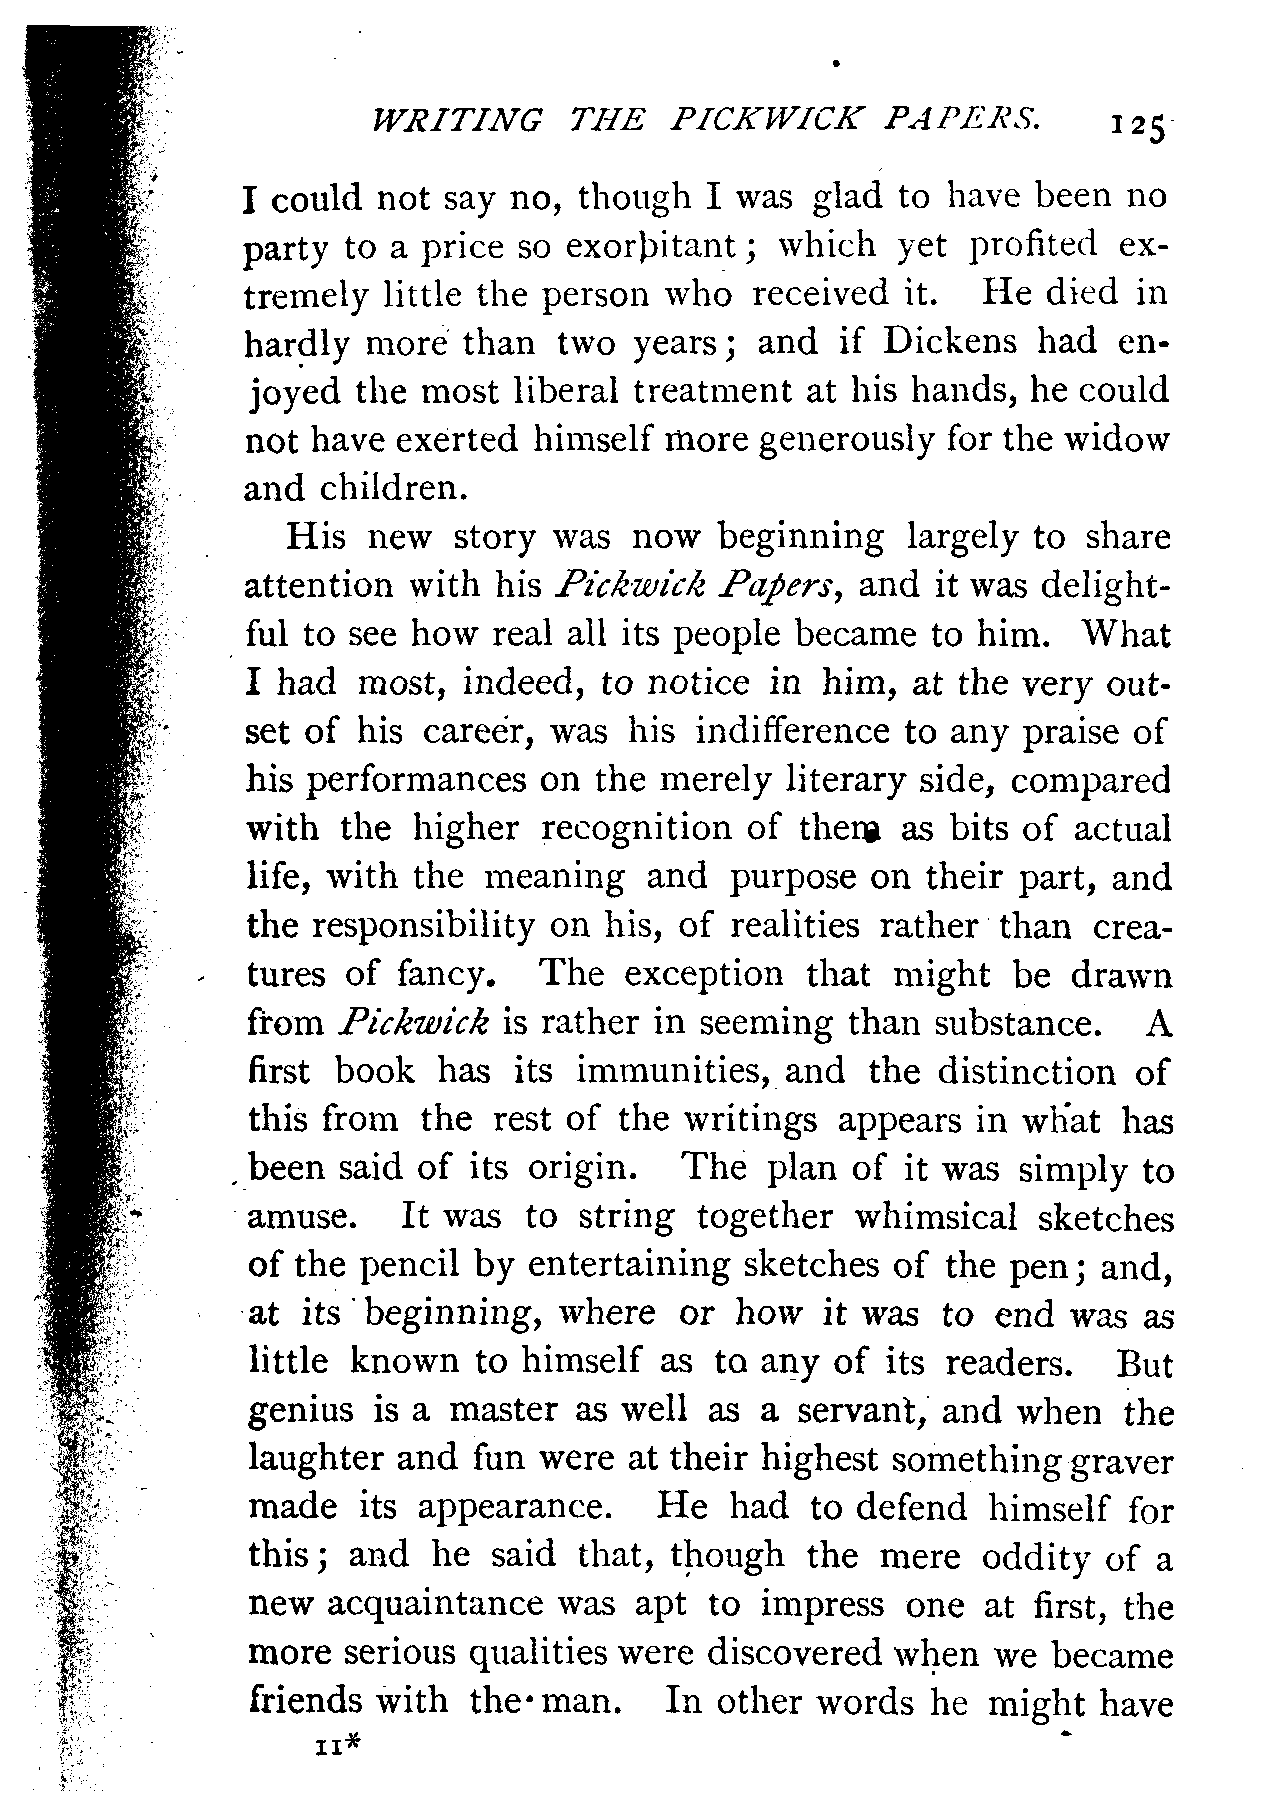 WRITING THE PICKWICK PAPERS. 125
I could not say no, though I was glad to have been no
party to a price so exorbitant; which yet profited ex-
tremely little the person who received it. He died in
hardly more than two years; and if Dickens had en-
joyed the most liberal treatment at his hands, he could
not have exerted himself more generously for the widow
and children.
His new story was now beginning largely to share
attention with his Pickwick Papers, and it was delight-
ful to see how real all its people became to him. What
I had most, indeed, to notice in him, at the very out-
set of his career, was his indifference to any praise of
his performances on the merely literary side, compared
with the higher recognition of them as bits of actual
life, with the meaning and purpose on their part, and
the responsibility on his, of realities rather than crea-
tures of fancy. The exception that might be drawn
from Pickwick is rather in seeming than substance. A
first book has its immunities, and the distinction of
this from the rest of the writings appears in what has
been said of its origin. The plan of it was simply to
amuse. It was to string together whimsical sketches
of the pencil by entertaining sketches of the pen; and,
at its beginning, where or how it was to end was as
little known to himself as to any of its readers. But
genius is a master as well as a servant, and when the
laughter and fun were at their highest something graver
made its appearance. He had to defend himself for
this; and he said that, though the mere oddity of a
new acquaintance was apt to impress one at first, the
more serious qualities were discovered when we became
friends with the man. In other words he might have
11*